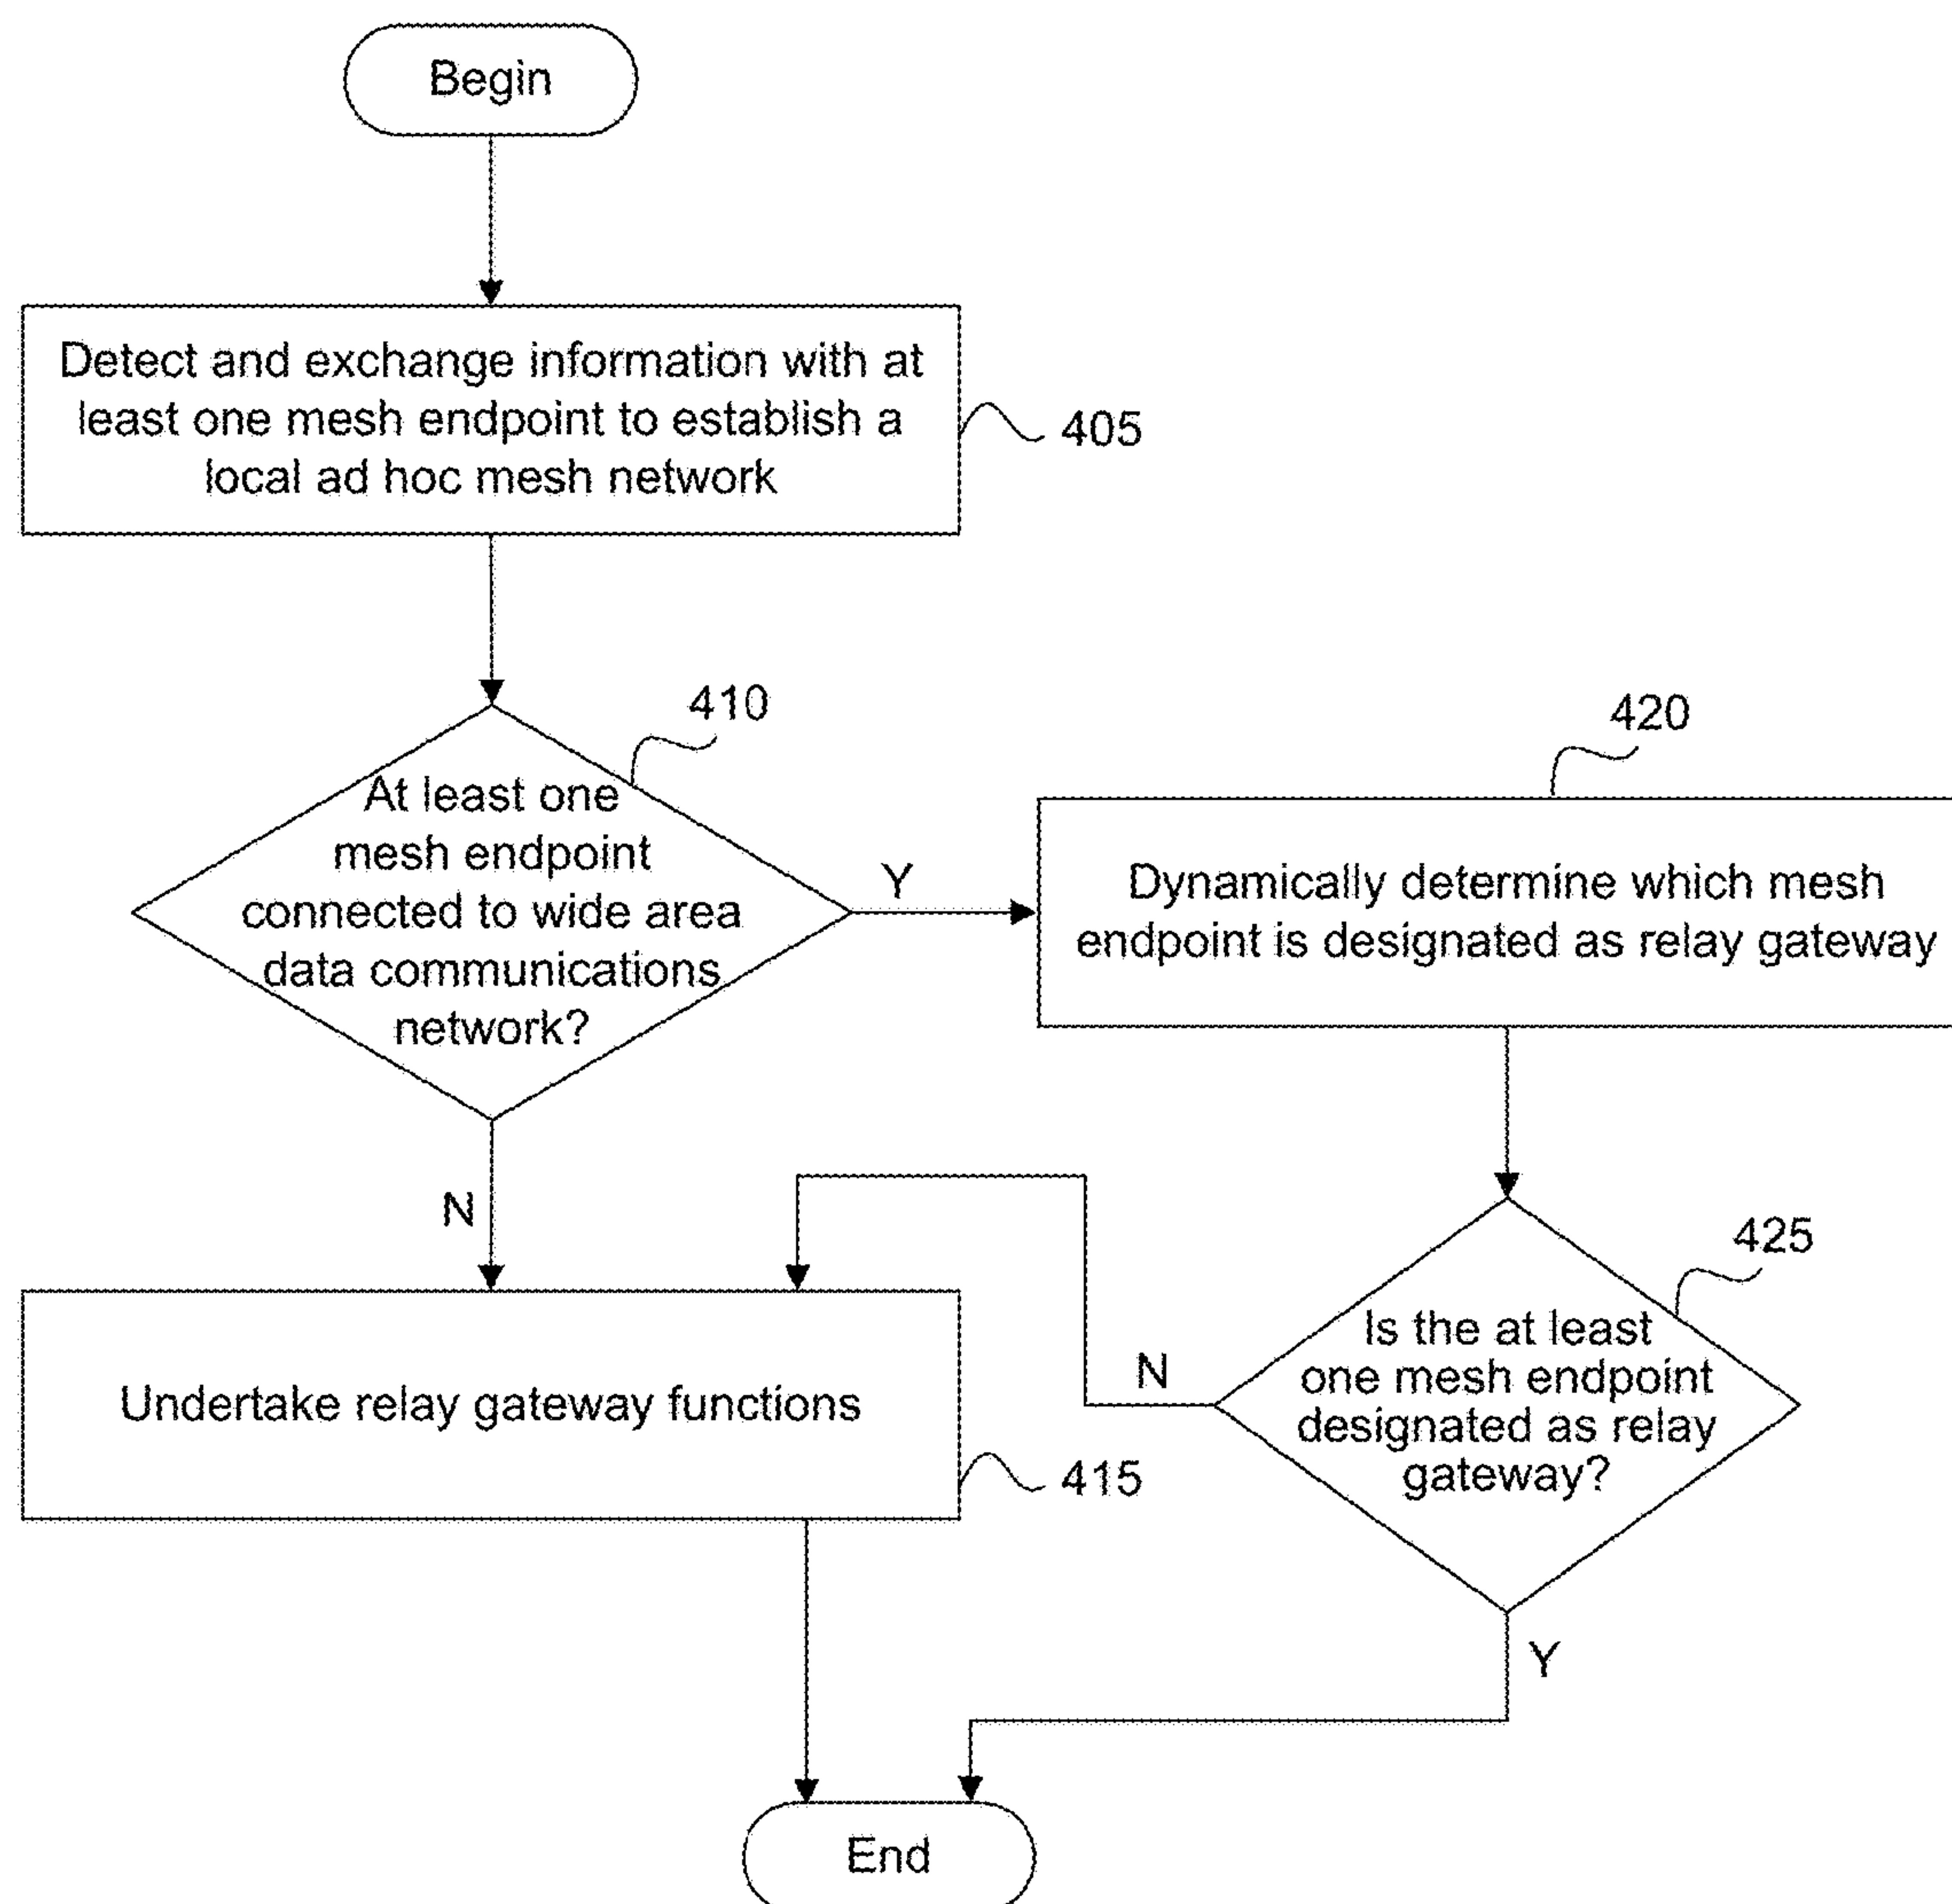 Begin
Detect and exchange information with at
least one mesh endpoint to establish a
local ad hoc mesh network
405
410
At least one
mesh endpoint
connected to wide area
data communications
network?
Y
420
Dynamically determine which mesh
endpoint is designated as relay gateway
N
425
Is the at least
one mesh endpoint
designated as relay
gateway?
N
Undertake relay gateway functions
415
Y
End